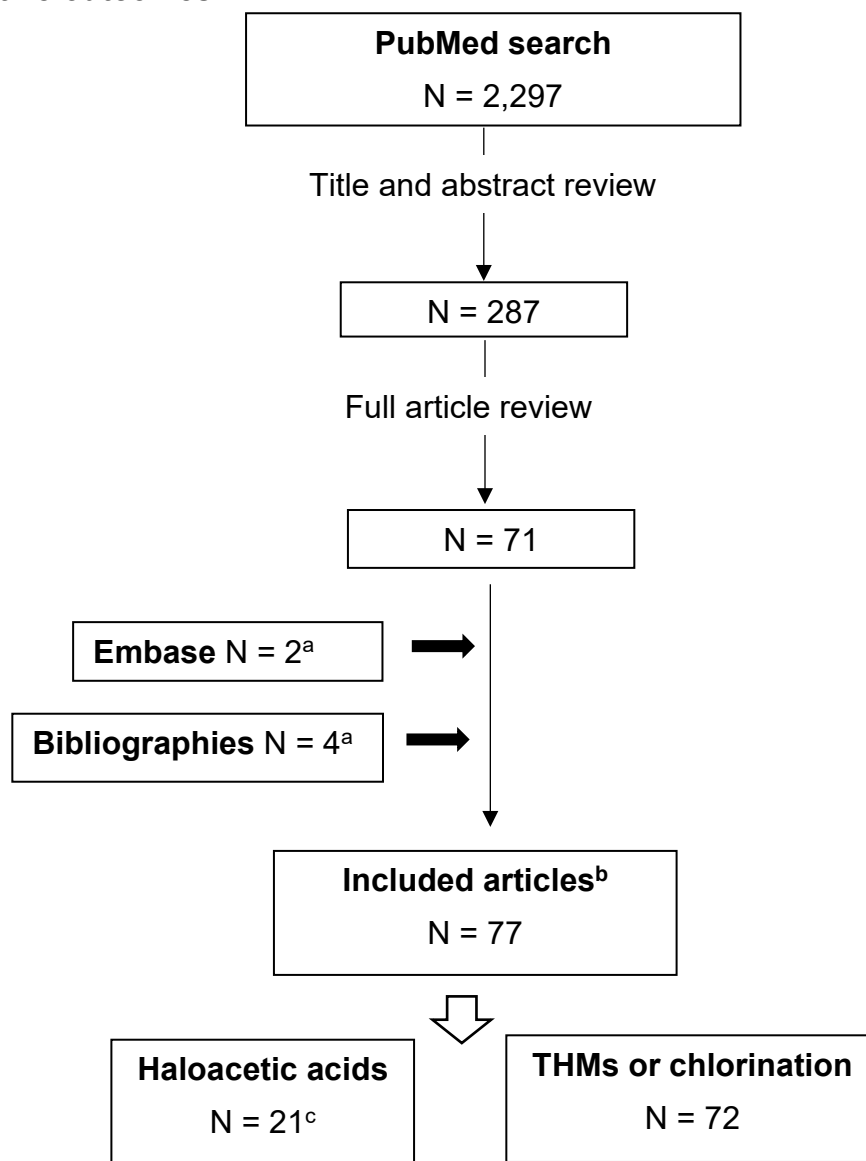 PubMed search
N = 2,297
Title and abstract review
N = 287
Full article review
N = 71
Embase N = 2a
Bibliographies N = 4a
Included articlesb
N = 77
Haloacetic acids
N = 21c
THMs or chlorination
N = 72